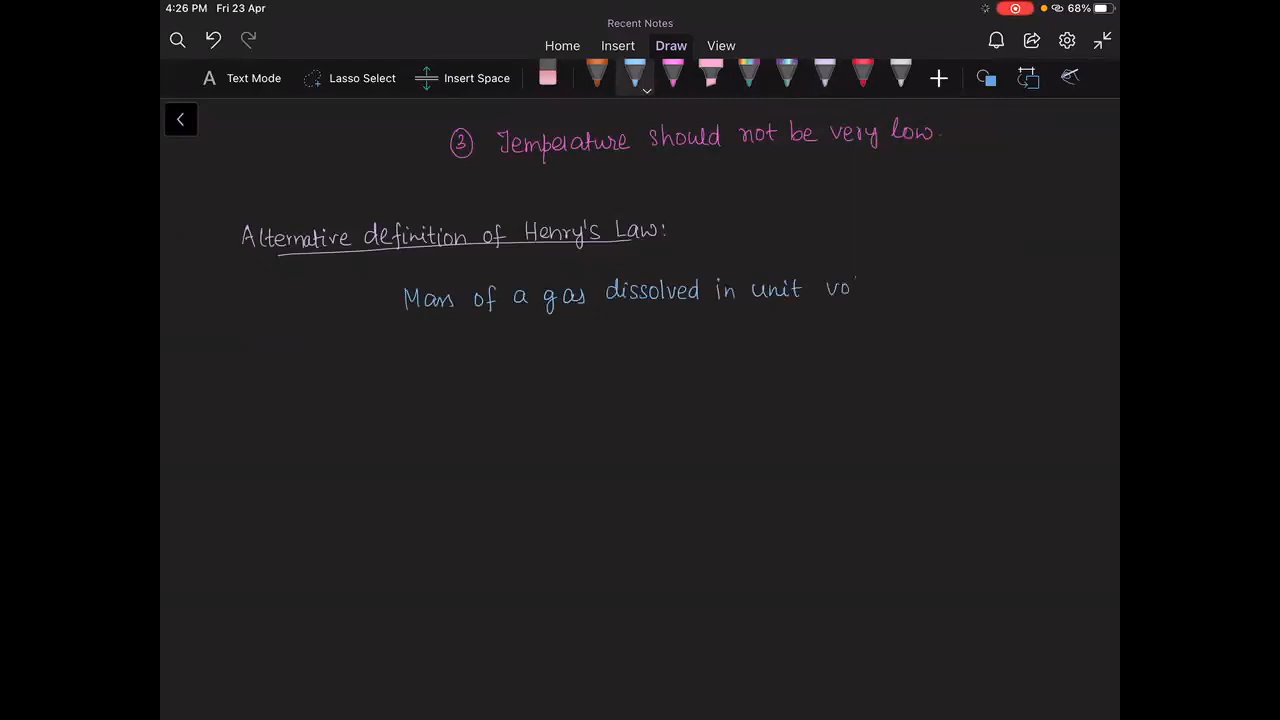 4:26 PM Fri 23 Apr
Recent Notes
68%
Home Insert Draw View
Text Mode Lasso Select Insert Space
③ Temperature should not be very low.
Alternative definition of Henry's Law:
Mass of a gas dissolved in unit vo